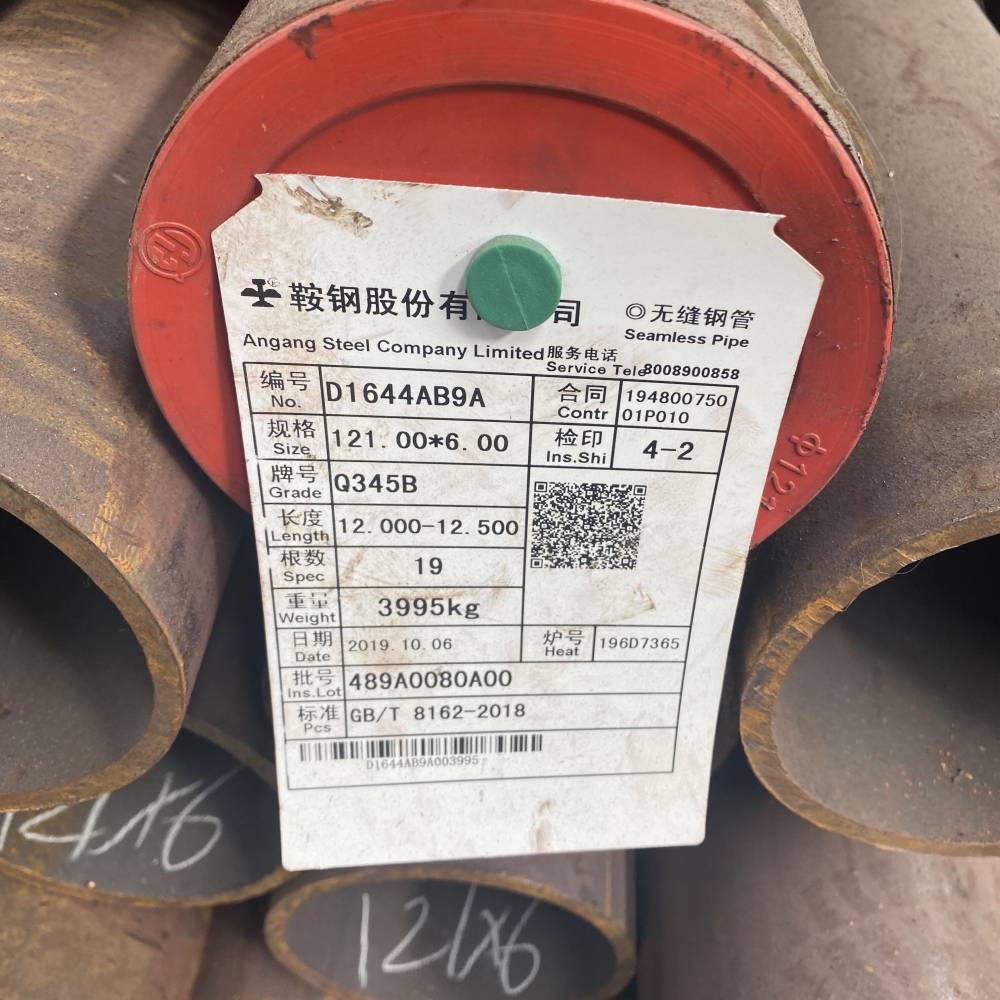 鞍钢股份有 司
◎无缝钢管
Seamless Pipe
Angang Steel Company Limited
服务电话
Service Tele 8008900858
编号 No. D1644AB9A 合同 Contr 194800750 01P010
规格 Size 121.00*6.00 检印 Ins.Shi 4-2
牌号 Grade Q345B
长度 Length 12.000-12.500
根数 Spec 19
重量 Weight 3995kg
日期 Date 2019.10.06 炉号 Heat 196D7365
批号 Ins.Lot 489A0080A00
标准 Pcs GB/T 8162-2018
D1644AB9A003995
121x6